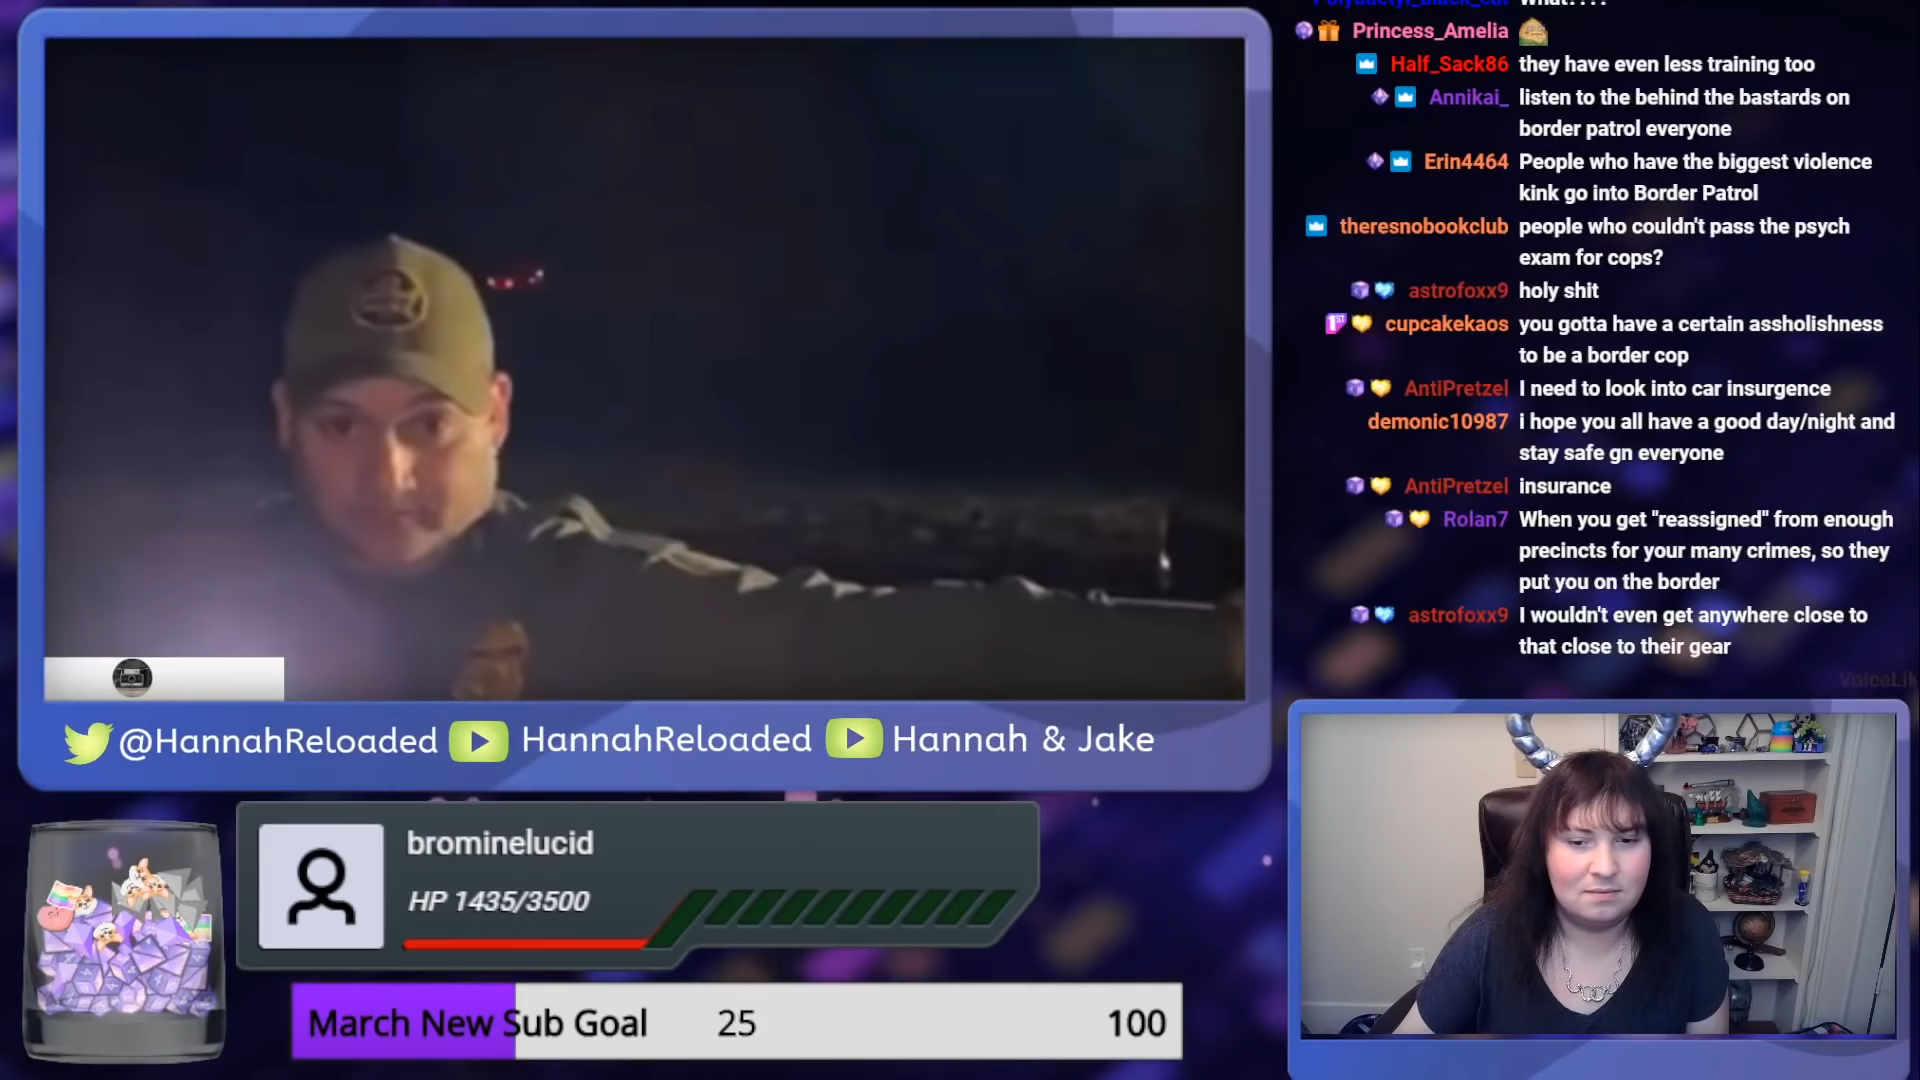 What....
Princess_Amelia
Half_Sack86 they have even less training too
Annikai_ listen to the behind the bastards on
border patrol everyone
Erin4464 People who have the biggest violence
kink go into Border Patrol
theresnobookclub people who couldn't pass the psych
exam for cops?
astrofoxx9 holy shit
1ST cupcakekaos you gotta have a certain assholishness
to be a border cop
AntiPretzel I need to look into car insurgence
demonic10987 i hope you all have a good day/night and
stay safe gn everyone
AntiPretzel insurance
Rolan7 When you get "reassigned" from enough
precincts for your many crimes, so they
put you on the border
astrofoxx9 I wouldn't even get anywhere close to
that close to their gear
@HannahReloaded HannahReloaded Hannah & Jake
brominelucid
HP 1435/3500
March New Sub Goal 25 100